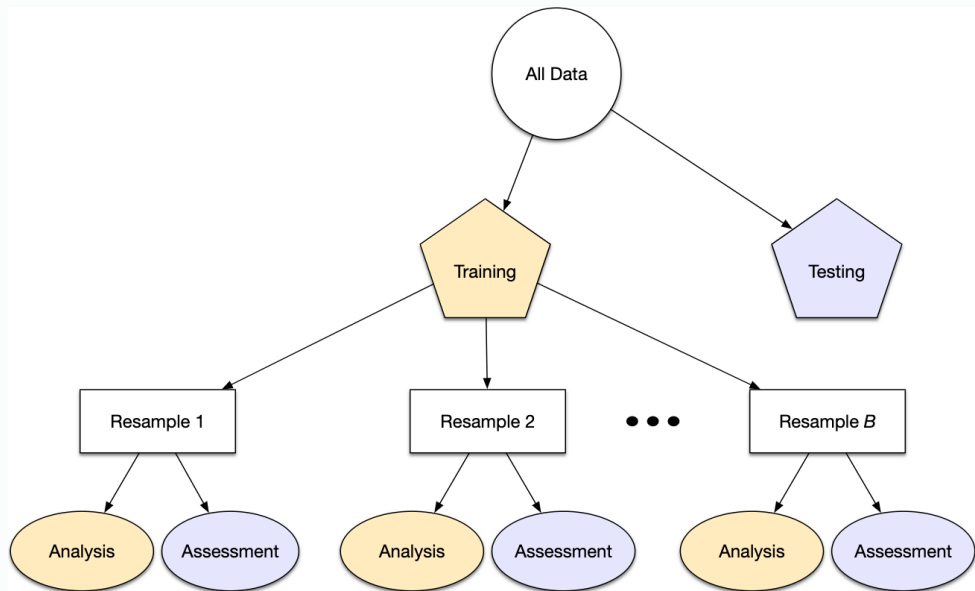 All Data
Training
Testing
Resample 1
Resample 2
Resample B
Analysis
Assessment
Analysis
Assessment
Analysis
Assessment